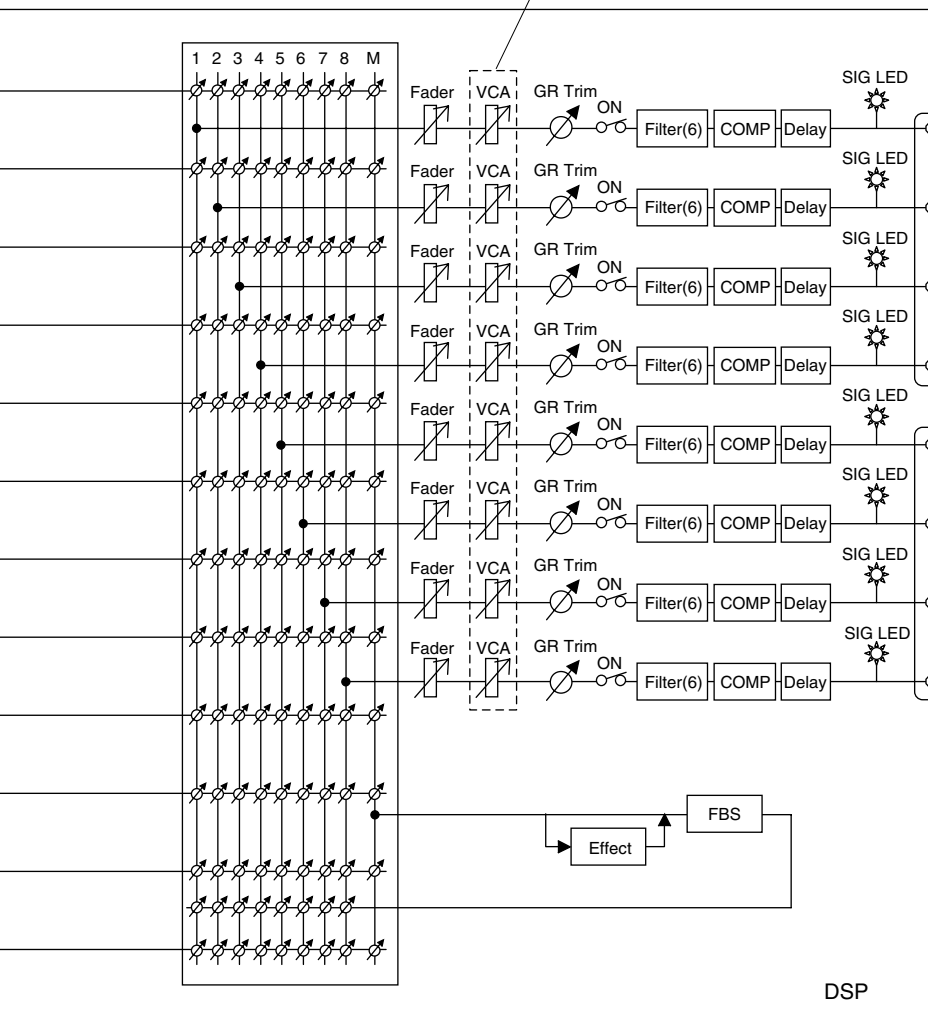 1 2 3 4 5 6 7 8 M
SIG LED
Fader VCA GR Trim ON
Filter(6) COMP Delay
SIG LED
Fader VCA GR Trim ON
Filter(6) COMP Delay
SIG LED
Fader VCA GR Trim ON
Filter(6) COMP Delay
SIG LED
Fader VCA GR Trim ON
Filter(6) COMP Delay
SIG LED
Fader VCA GR Trim ON
Filter(6) COMP Delay
SIG LED
Fader VCA GR Trim ON
Filter(6) COMP Delay
SIG LED
Fader VCA GR Trim ON
Filter(6) COMP Delay
SIG LED
Fader VCA GR Trim ON
Filter(6) COMP Delay
FBS
Effect
DSP